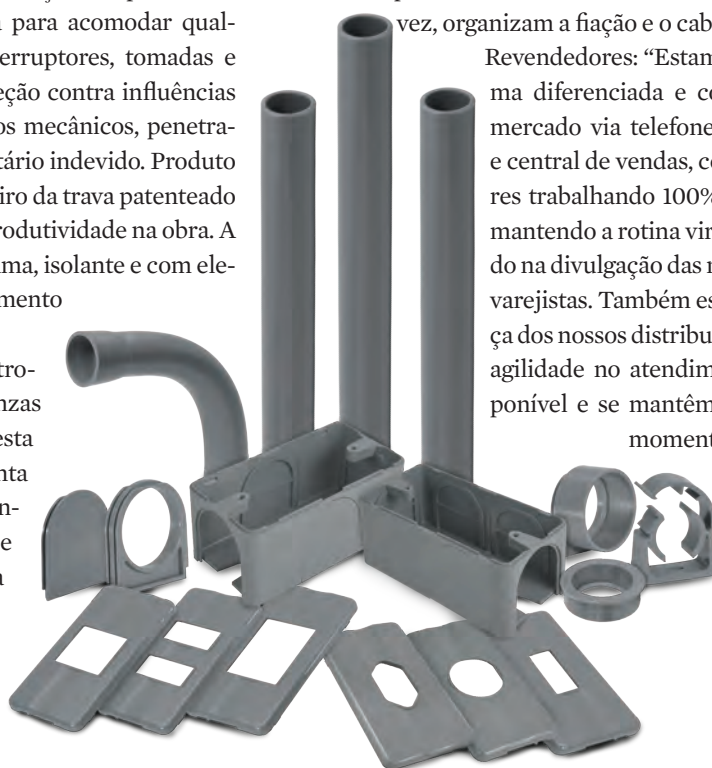 para acomodar qual-
erruptores, tomadas e
eção contra influências
os mecânicos, penetra-
tário indevido. Produto
iro da trava patenteado
rodutividade na obra. A
ma, isolante e com ele-
mento
tro-
nzas
esta
nta
n-
e
vez, organizam a fiação e o cab
Revendedores: “Estam
ma diferenciada e co
mercado via telefone
e central de vendas, co
res trabalhando 100%
mantendo a rotina vir
do na divulgação das
varejistas. Também es
ça dos nossos distribu
agilidade no atendim
ponível e se mantêm
moment